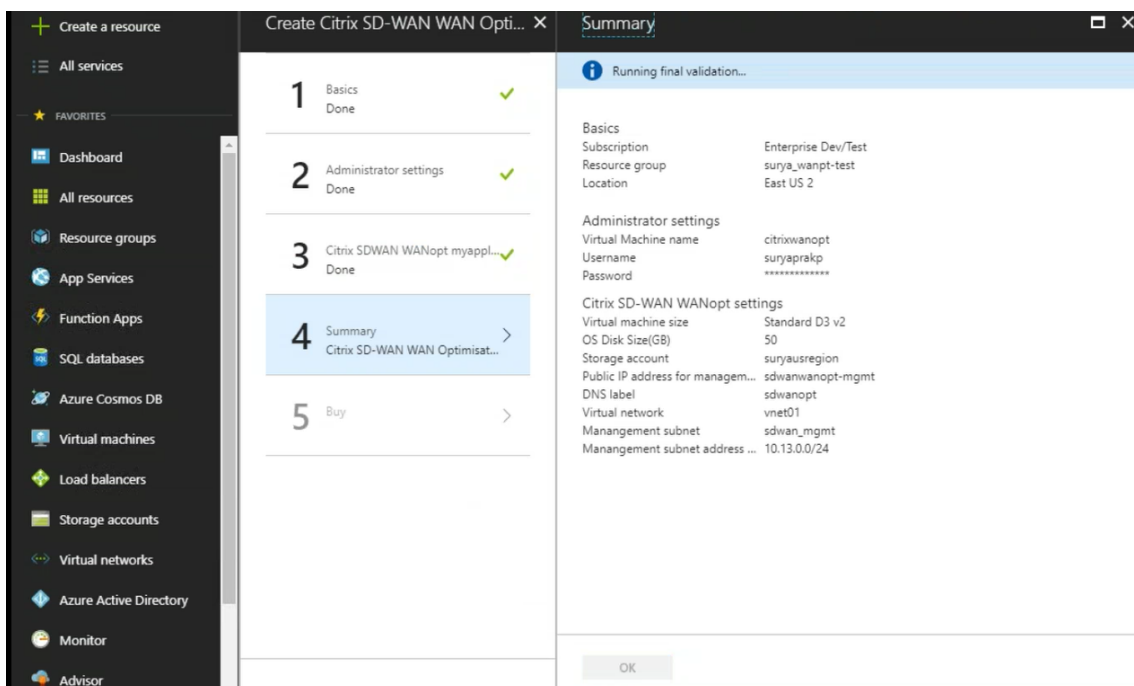 Create a resource
All services
FAVORITES
Dashboard
All resources
Resource groups
App Services
Function Apps
SQL databases
Azure Cosmos DB
Virtual machines
Load balancers
Storage accounts
Virtual networks
Azure Active Directory
Monitor
Advisor
Create Citrix SD-WAN WAN Opti...
1 Basics
Done
2 Administrator settings
Done
3 Citrix SDWAN WANopt myappl...
Done
4 Summary
Citrix SD-WAN WAN Optimisat...
5 Buy
Summary
Running final validation...
Basics
Subscription Enterprise Dev/Test
Resource group surya_wanpt-test
Location East US 2
Administrator settings
Virtual Machine name citrixwanopt
Username suryaprakp
Password *************
Citrix SD-WAN WANopt settings
Virtual machine size Standard D3 v2
OS Disk Size(GB) 50
Storage account suryausregion
Public IP address for managem... sdwanwanopt-mgmt
DNS label sdwanopt
Virtual network vnet01
Manangement subnet sdwan_mgmt
Manangement subnet address ... 10.13.0.0/24
OK